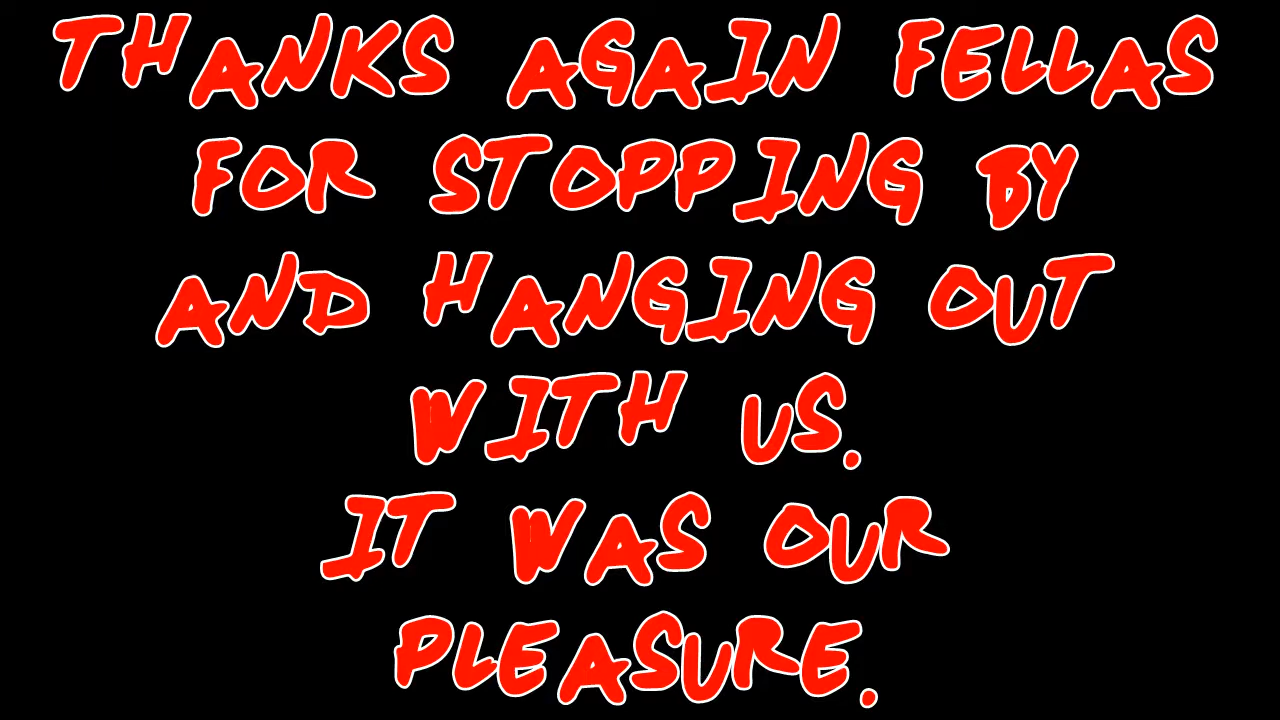 THANKS AGAIN FELLAS
FOR STOPPING BY
AND HANGING OUT
WITH US.
IT WAS OUR
PLEASURE.